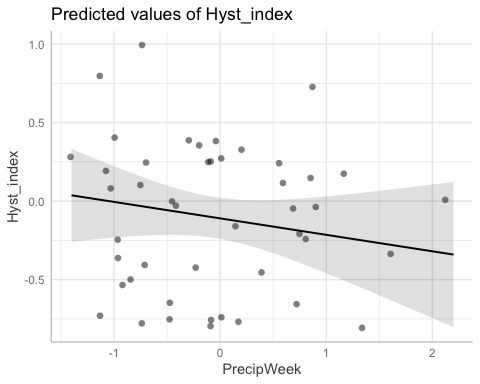 Predicted values of Hyst_index
1.0
0.5
0.0
-0.5
Hyst_index
-1
0
1
2
PrecipWeek